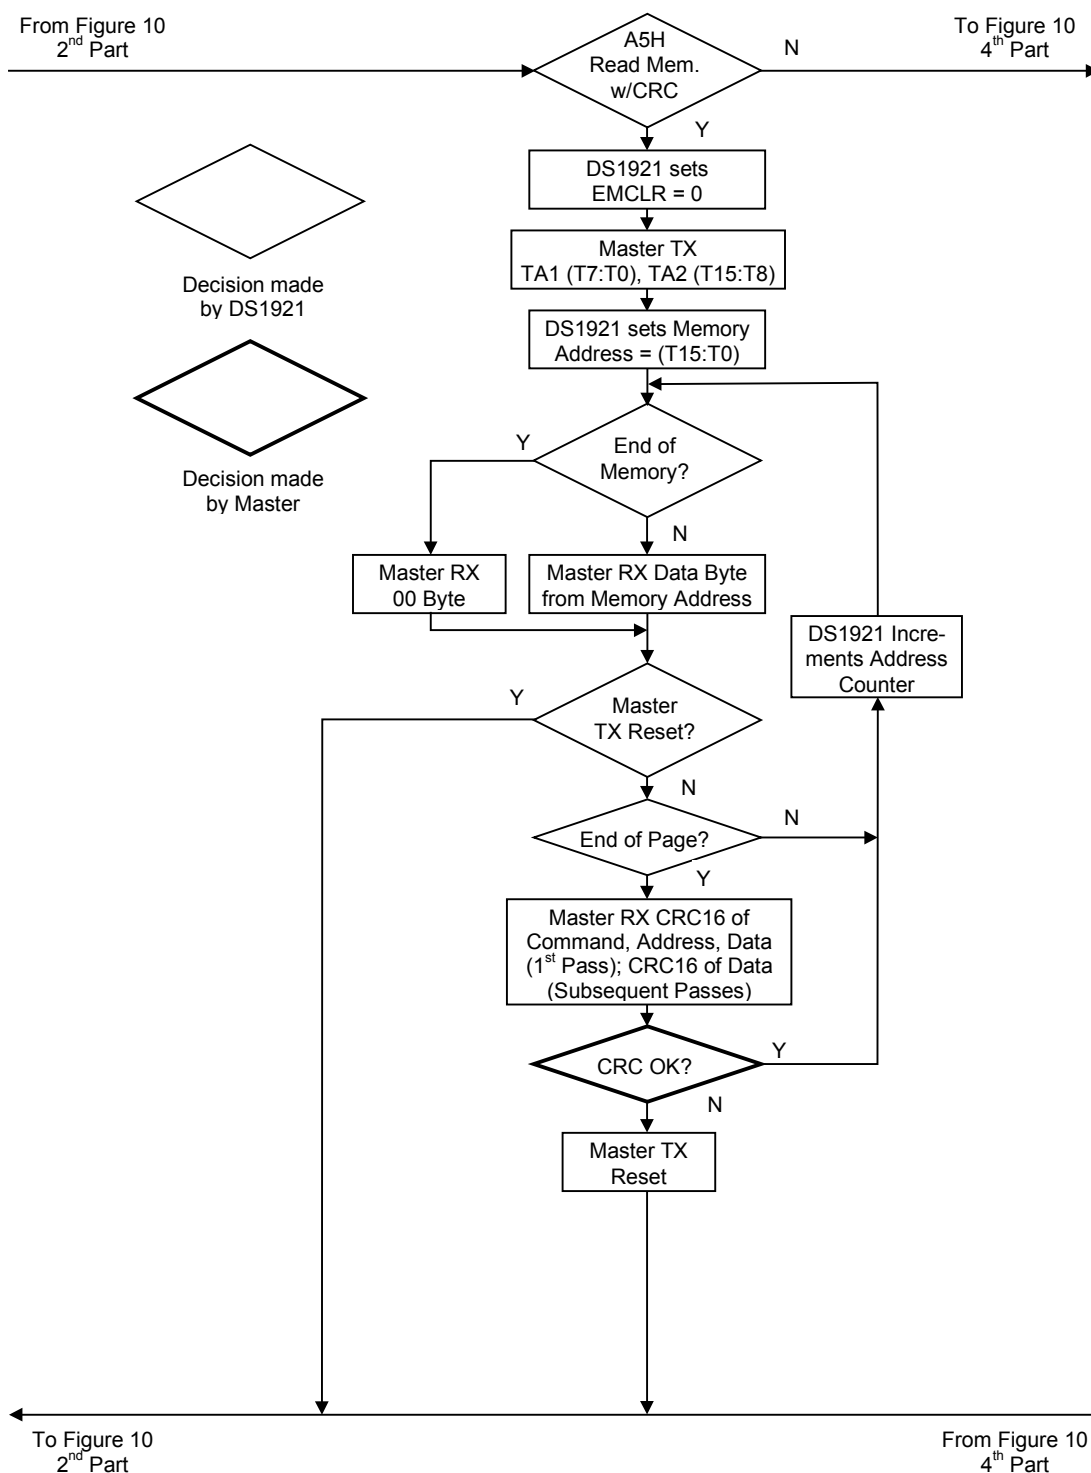 From Figure 10
2nd Part
To Figure 10
4th Part
A5H
Read Mem.
w/CRC
N
Y
DS1921 sets
EMCLR = 0
Master TX
TA1 (T7:T0), TA2 (T15:T8)
DS1921 sets Memory
Address = (T15:T0)
Decision made
by DS1921
Decision made
by Master
End of
Memory?
Y
N
Master RX
00 Byte
Master RX Data Byte
from Memory Address
DS1921 Incre-
ments Address
Counter
Master
TX Reset?
Y
N
End of Page?
N
Y
Master RX CRC16 of
Command, Address, Data
(1st Pass); CRC16 of Data
(Subsequent Passes)
CRC OK?
Y
N
Master TX
Reset
To Figure 10
2nd Part
From Figure 10
4th Part